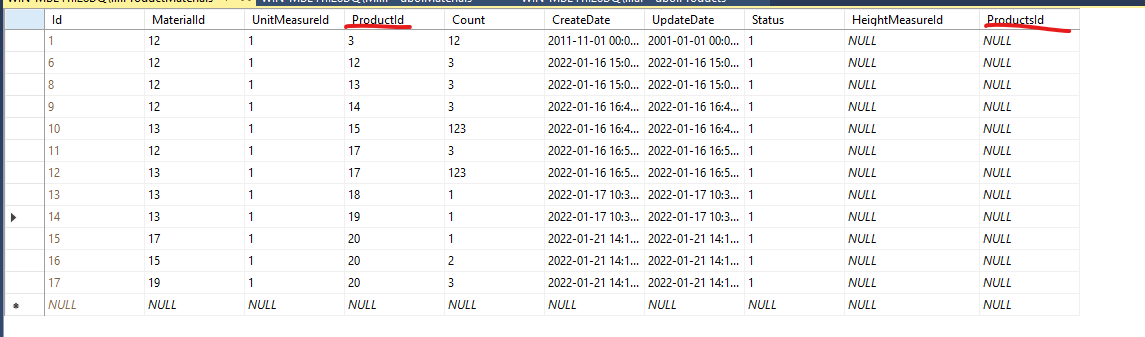 Id MaterialId UnitMeasureId ProductId Count CreateDate UpdateDate Status HeightMeasureId ProductsId
1 12 1 3 12 2011-11-01 00:0... 2001-01-01 00:0... 1 NULL NULL
6 12 1 12 3 2022-01-16 15:0... 2022-01-16 15:0... 1 NULL NULL
8 12 1 13 3 2022-01-16 15:0... 2022-01-16 15:0... 1 NULL NULL
9 12 1 14 3 2022-01-16 16:4... 2022-01-16 16:4... 1 NULL NULL
10 13 1 15 123 2022-01-16 16:4... 2022-01-16 16:4... 1 NULL NULL
11 12 1 17 3 2022-01-16 16:5... 2022-01-16 16:5... 1 NULL NULL
12 13 1 17 123 2022-01-16 16:5... 2022-01-16 16:5... 1 NULL NULL
13 13 1 18 1 2022-01-17 10:3... 2022-01-17 10:3... 1 NULL NULL
14 13 1 19 1 2022-01-17 10:3... 2022-01-17 10:3... 1 NULL NULL
15 17 1 20 1 2022-01-21 14:1... 2022-01-21 14:1... 1 NULL NULL
16 15 1 20 2 2022-01-21 14:1... 2022-01-21 14:1... 1 NULL NULL
17 19 1 20 3 2022-01-21 14:1... 2022-01-21 14:1... 1 NULL NULL
NULL NULL NULL NULL NULL NULL NULL NULL NULL NULL